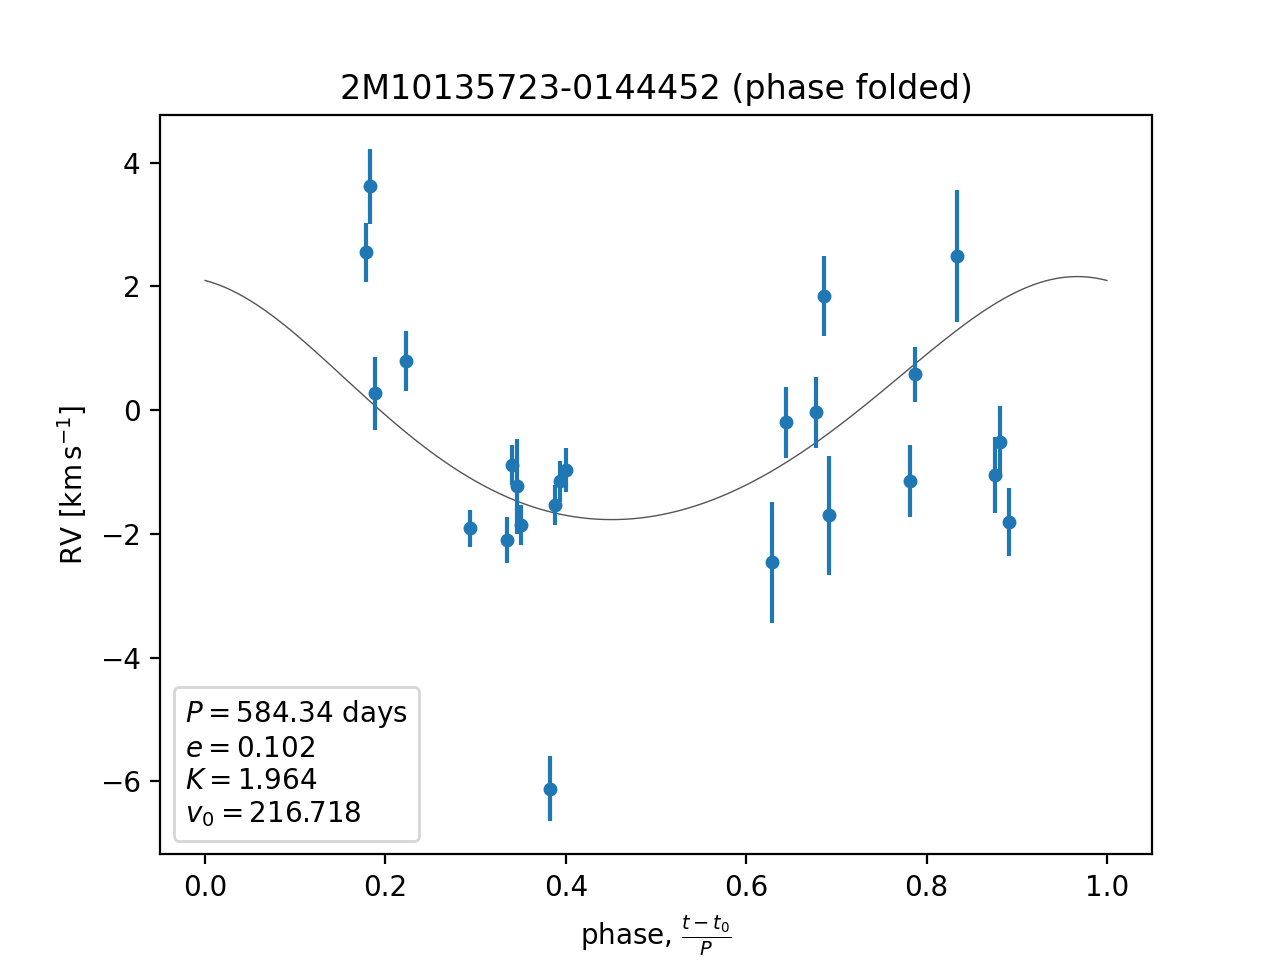 2M10135723-0144452 (phase folded)
RV [km s⁻¹]
4
2
0
−2
−4
−6
P = 584.34 days
e = 0.102
K = 1.964
v₀ = 216.718
0.0 0.2 0.4 0.6 0.8 1.0
phase, (t − t₀)/P